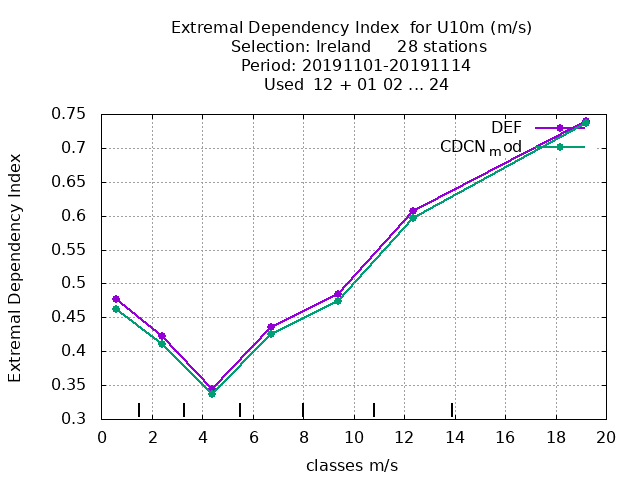 Extremal Dependency Index  for U10m (m/s)
Selection: Ireland     28 stations
Period: 20191101-20191114
Used  12 + 01 02 ... 24
DEF
CDCN_mod
Extremal Dependency Index
0.75
0.7
0.65
0.6
0.55
0.5
0.45
0.4
0.35
0.3
0 2 4 6 8 10 12 14 16 18 20
classes m/s